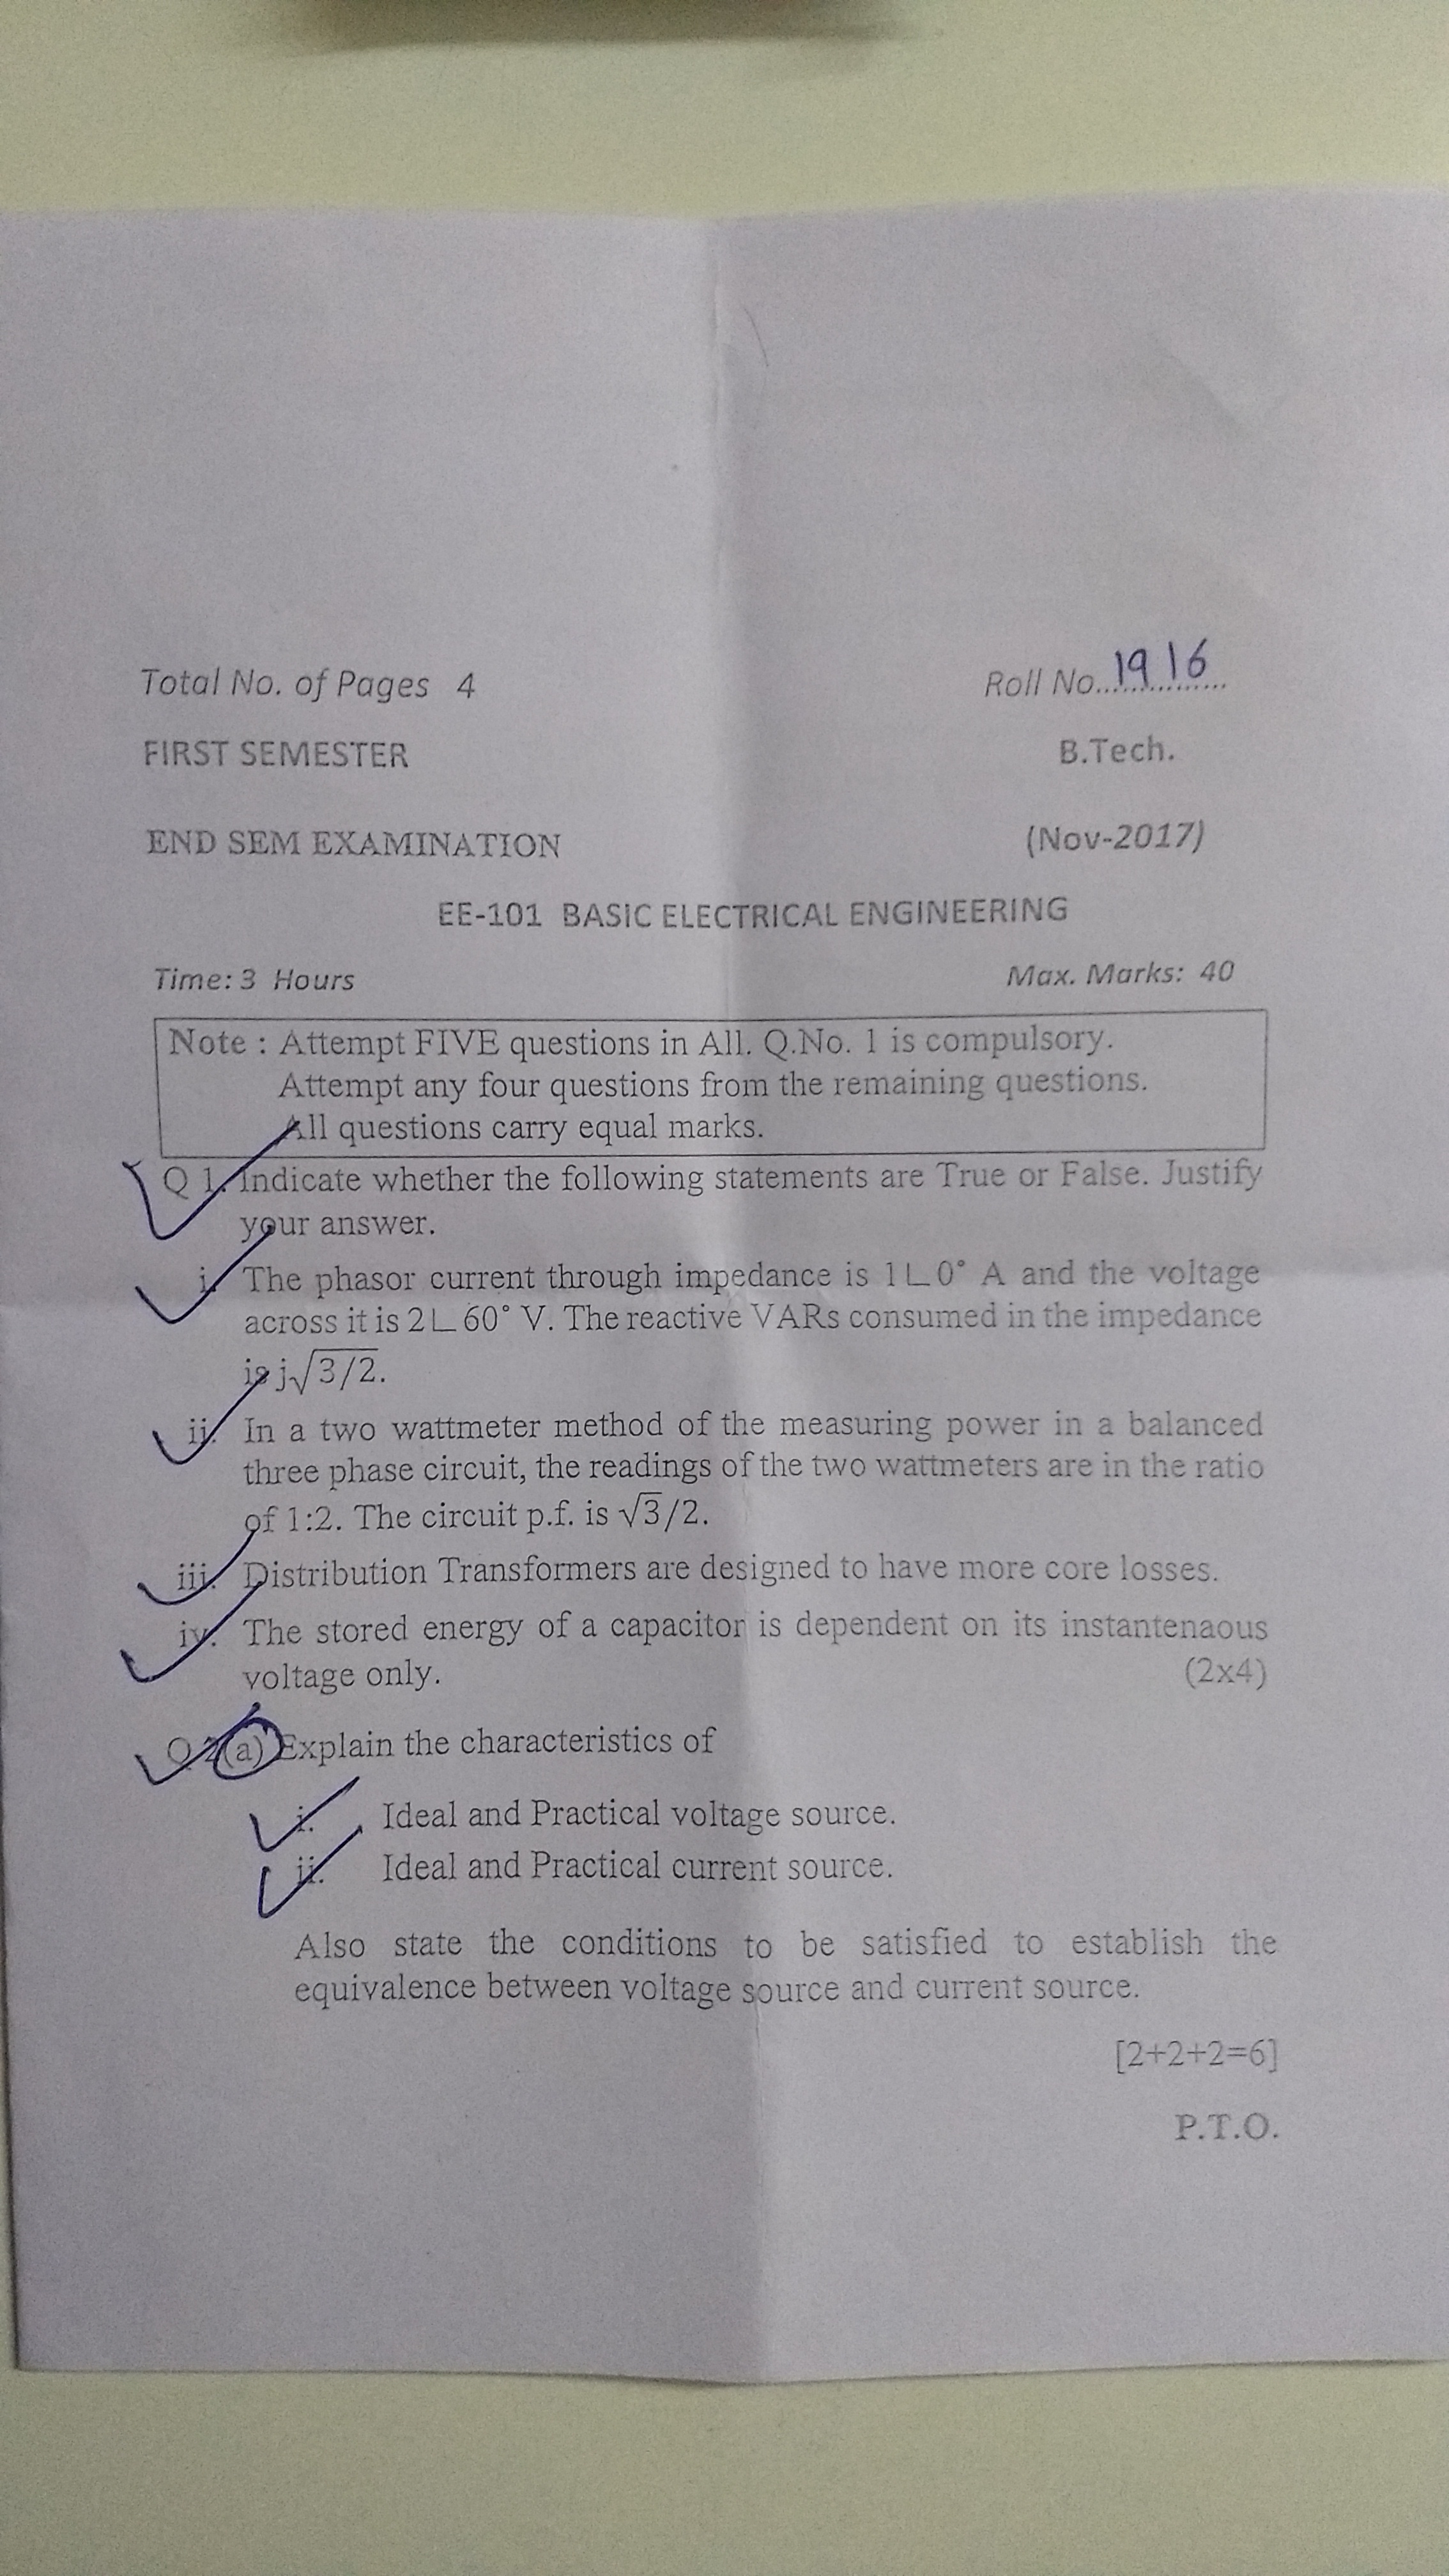 Total No. of Pages 4 Roll No. 1916
FIRST SEMESTER B.Tech.
END SEM EXAMINATION (Nov-2017)
EE-101 BASIC ELECTRICAL ENGINEERING
Time: 3 Hours Max. Marks: 40
Note : Attempt FIVE questions in All. Q.No. 1 is compulsory.
Attempt any four questions from the remaining questions.
All questions carry equal marks.
Q 1. Indicate whether the following statements are True or False. Justify
your answer.
i. The phasor current through impedance is 1∟0° A and the voltage
across it is 2∟60° V. The reactive VARs consumed in the impedance
is j√3/2.
ii. In a two wattmeter method of the measuring power in a balanced
three phase circuit, the readings of the two wattmeters are in the ratio
of 1:2. The circuit p.f. is √3/2.
iii. Distribution Transformers are designed to have more core losses.
iv. The stored energy of a capacitor is dependent on its instantenaous
voltage only. (2x4)
Q 2(a) Explain the characteristics of
i. Ideal and Practical voltage source.
ii. Ideal and Practical current source.
Also state the conditions to be satisfied to establish the
equivalence between voltage source and current source.
[2+2+2=6]
P.T.O.